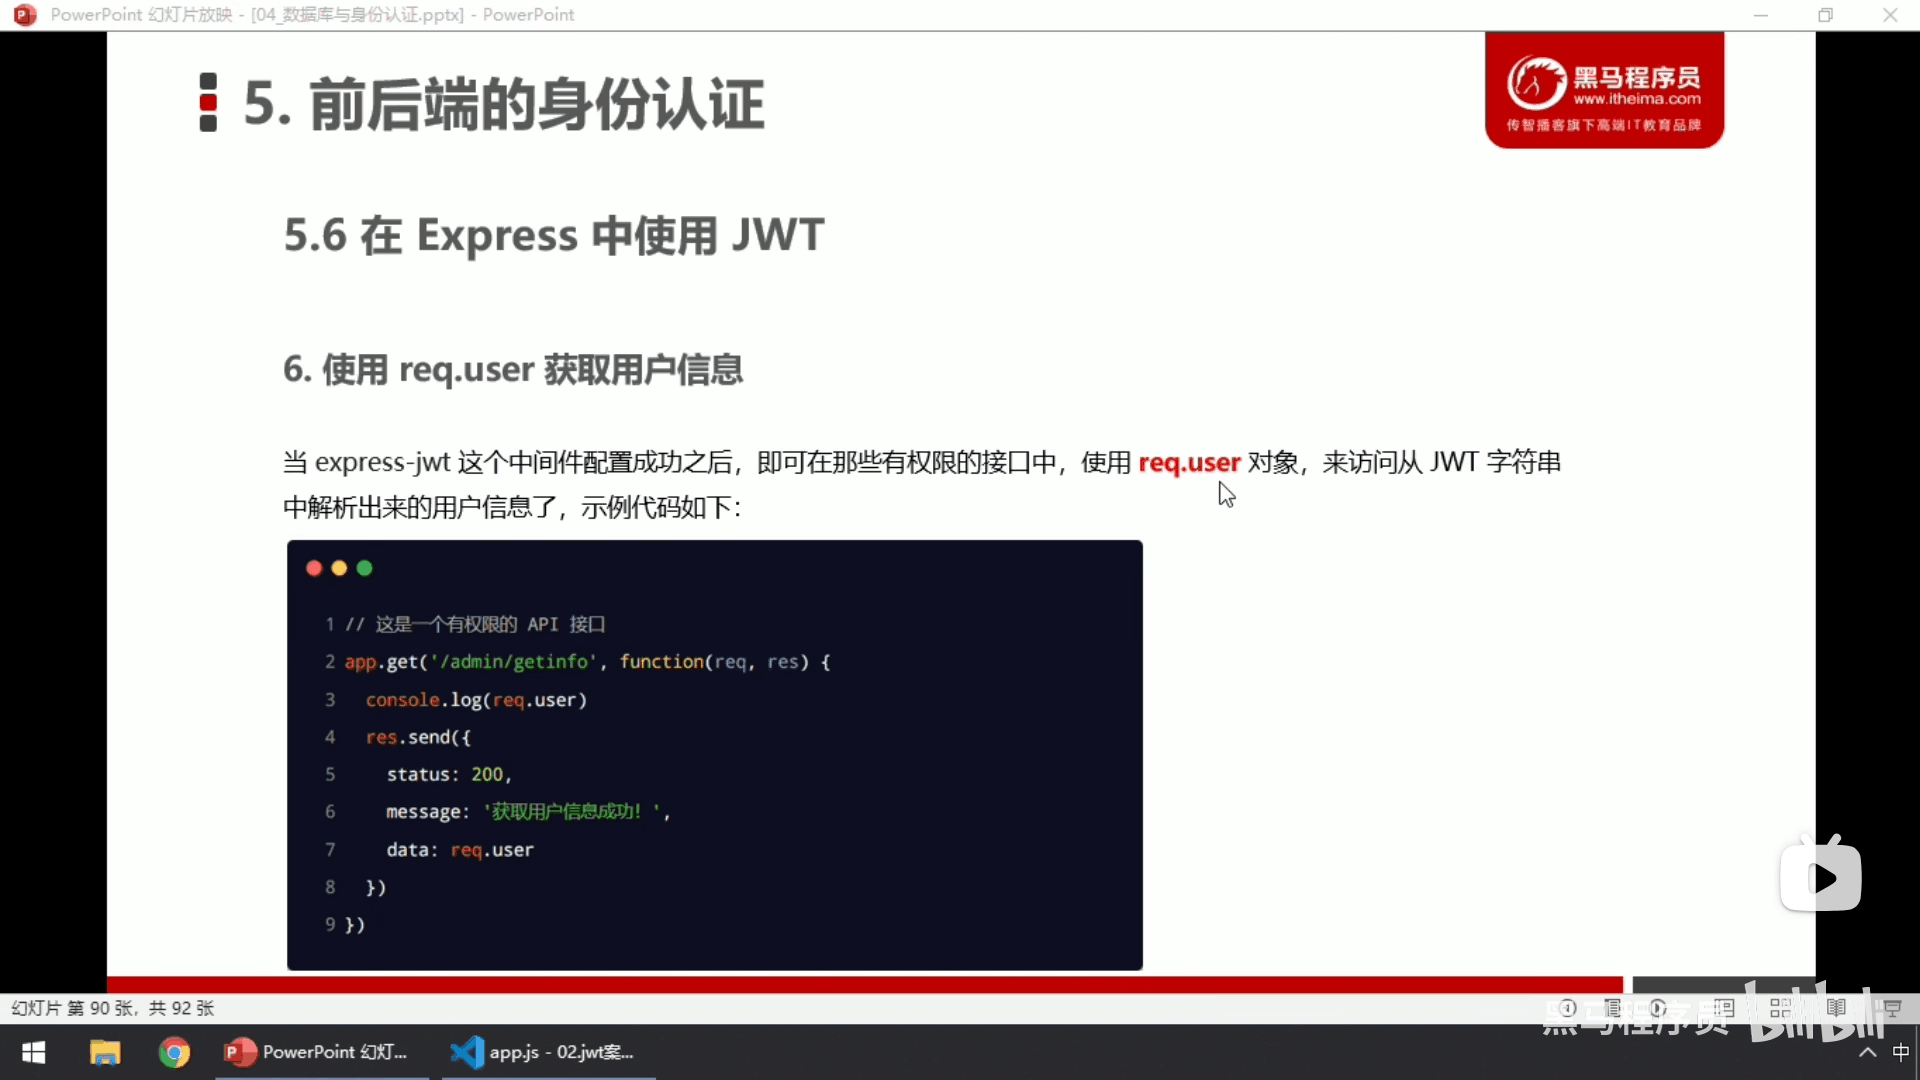 PowerPoint 幻灯片放映 - [04_数据库与身份认证.pptx] - PowerPoint
5. 前后端的身份认证
黑马程序员
www.itheima.com
传智播客旗下高端IT教育品牌
5.6 在 Express 中使用 JWT
6. 使用 req.user 获取用户信息
当 express-jwt 这个中间件配置成功之后，即可在那些有权限的接口中，使用 req.user 对象，来访问从 JWT 字符串
中解析出来的用户信息了，示例代码如下：
1 // 这是一个有权限的 API 接口
2 app.get('/admin/getinfo', function(req, res) {
3 console.log(req.user)
4 res.send({
5 status: 200,
6 message: '获取用户信息成功！',
7 data: req.user
8 })
9 })
幻灯片 第 90 张，共 92 张
黑马程序员 bilibili
PowerPoint 幻灯...
app.js - 02.jwt案...
中